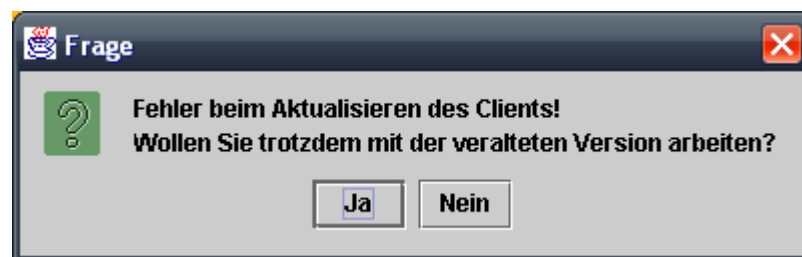 Frage
Fehler beim Aktualisieren des Clients!
Wollen Sie trotzdem mit der veralteten Version arbeiten?
Ja Nein